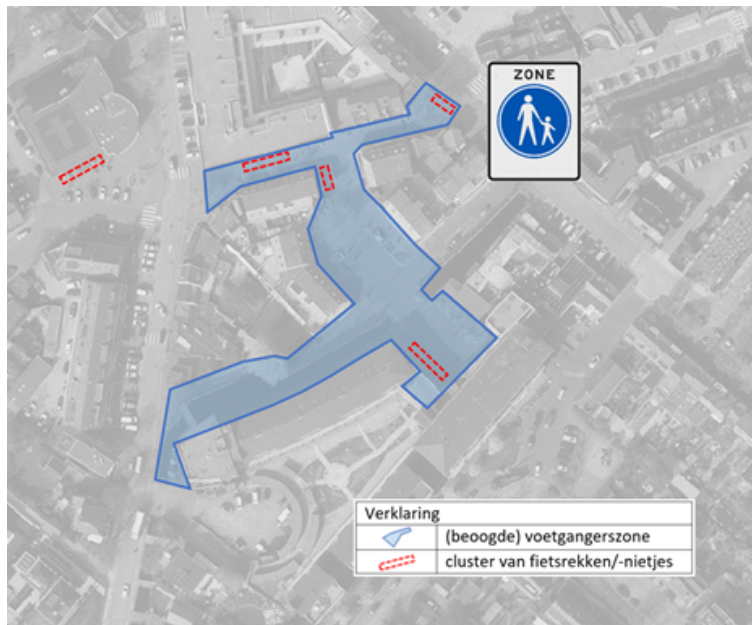 ZONE
Verklaring
(beoogde) voetgangerszone
cluster van fietsrekken/-nietjes